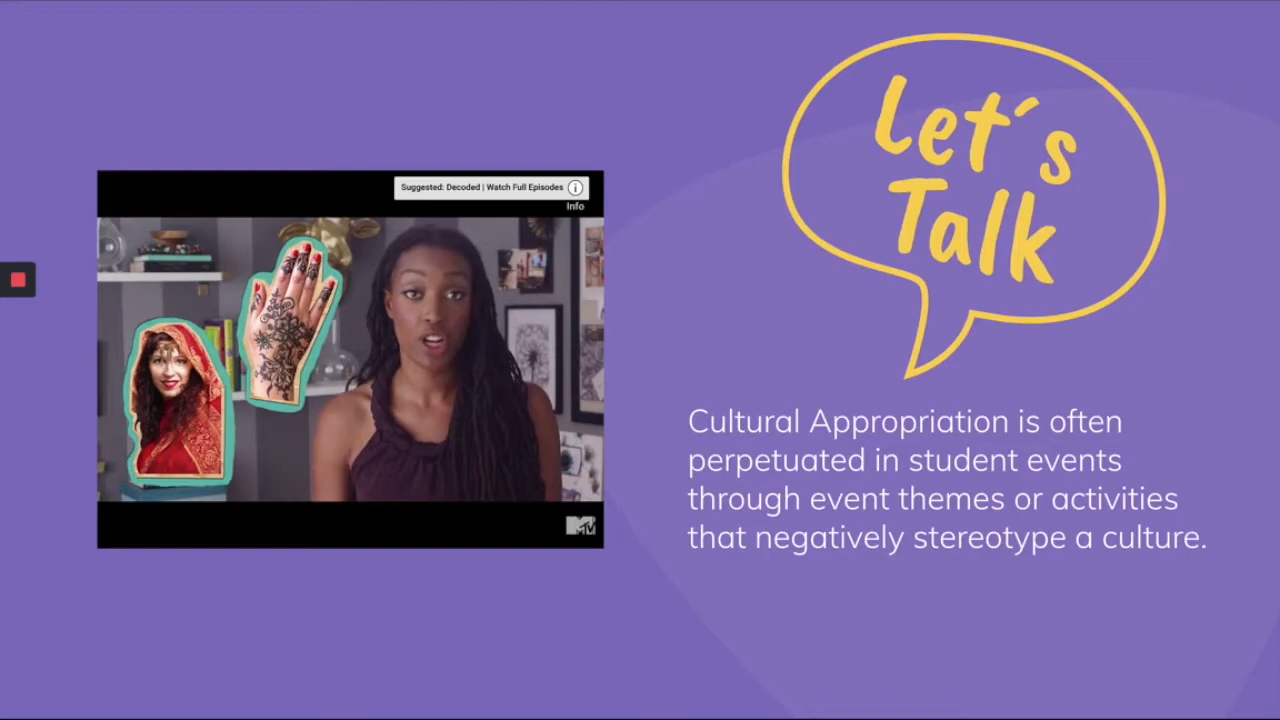 Suggested: Decoded | Watch Full Episodes
Info
MTV
Let's
Talk
Cultural Appropriation is often
perpetuated in student events
through event themes or activities
that negatively stereotype a culture.